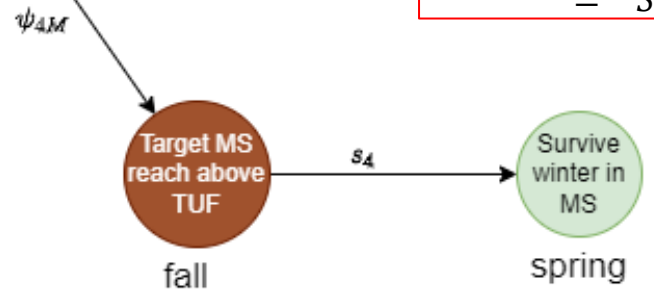 ψ4M
Target MS
reach above
TUF
s4
Survive
winter in
MS
fall
spring